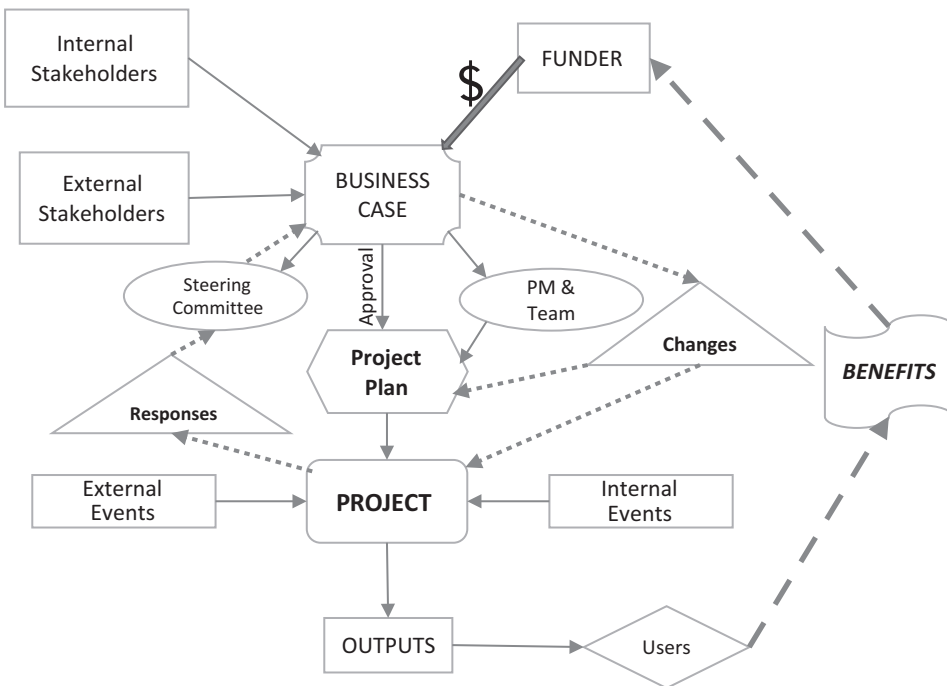 Internal
Stakeholders
$
FUNDER
External
Stakeholders
BUSINESS
CASE
Steering
Committee
Approval
PM &
Team
Project
Plan
Changes
BENEFITS
Responses
External
Events
PROJECT
Internal
Events
OUTPUTS
Users